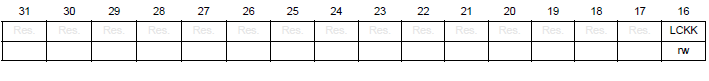 31 30 29 28 27 26 25 24 23 22 21 20 19 18 17 16
Res. Res. Res. Res. Res. Res. Res. Res. Res. Res. Res. Res. Res. Res. Res. LCKK
rw